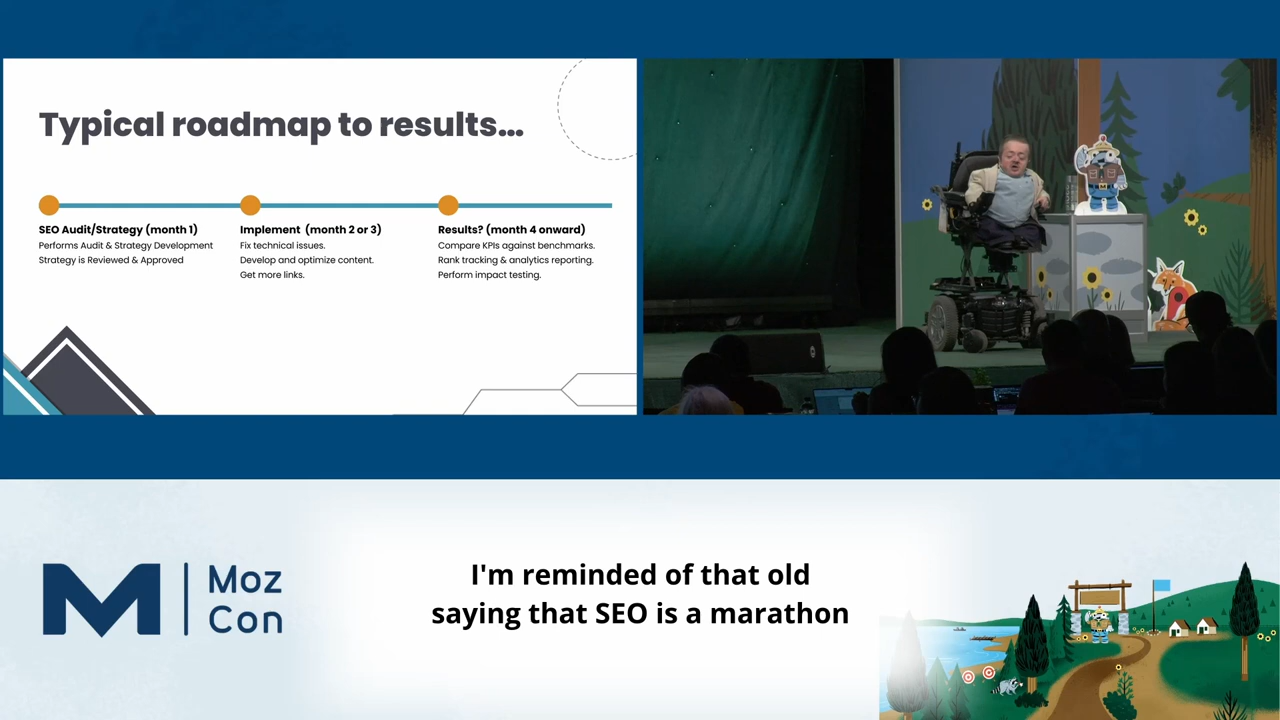 Typical roadmap to results...
SEO Audit/Strategy (month 1)
Performs Audit & Strategy Development
Strategy is Reviewed & Approved
Implement (month 2 or 3)
Fix technical issues.
Develop and optimize content.
Get more links.
Results? (month 4 onward)
Compare KPIs against benchmarks.
Rank tracking & analytics reporting.
Perform impact testing.
M
Moz
Con
I'm reminded of that old
saying that SEO is a marathon